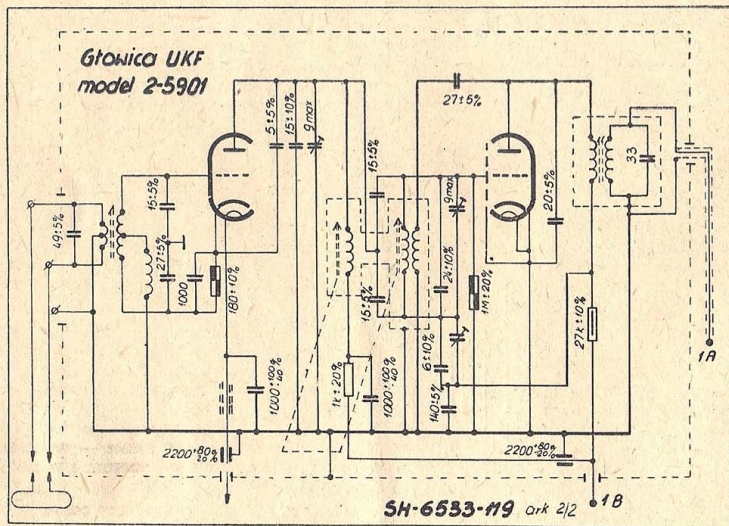 Głowica UKF
model 2-5901
49±5%
15±5%
27±5%
1000
180±10%
1000+100%-40%
2200+80%-20%
5±5%
15±10%
9max
15±5%
15±5%
1k±20%
1000+100%-40%
27±5%
9max
24±10%
6±10%
140±5%
1M±20%
20±5%
33
27k±10%
2200+80%-20%
1A
1B
SH-6533-119 ark 2/2